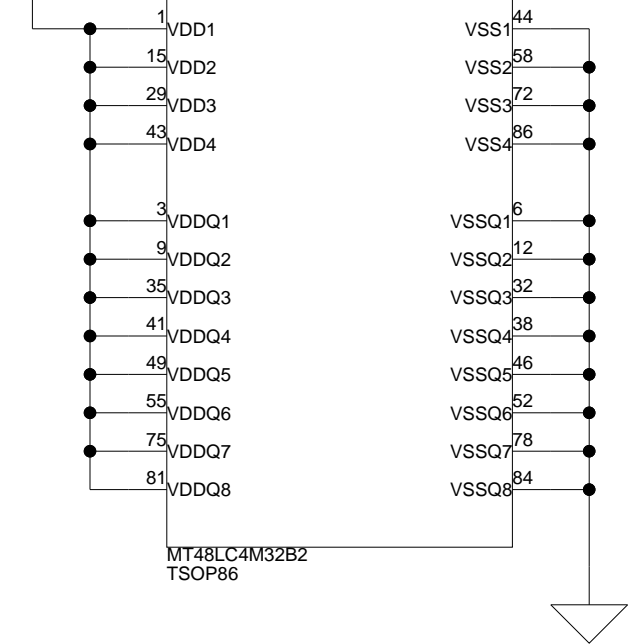 1 VDD1 VSS1 44
15 VDD2 VSS2 58
29 VDD3 VSS3 72
43 VDD4 VSS4 86
3 VDDQ1 VSSQ1 6
9 VDDQ2 VSSQ2 12
35 VDDQ3 VSSQ3 32
41 VDDQ4 VSSQ4 38
49 VDDQ5 VSSQ5 46
55 VDDQ6 VSSQ6 52
75 VDDQ7 VSSQ7 78
81 VDDQ8 VSSQ8 84
MT48LC4M32B2
TSOP86